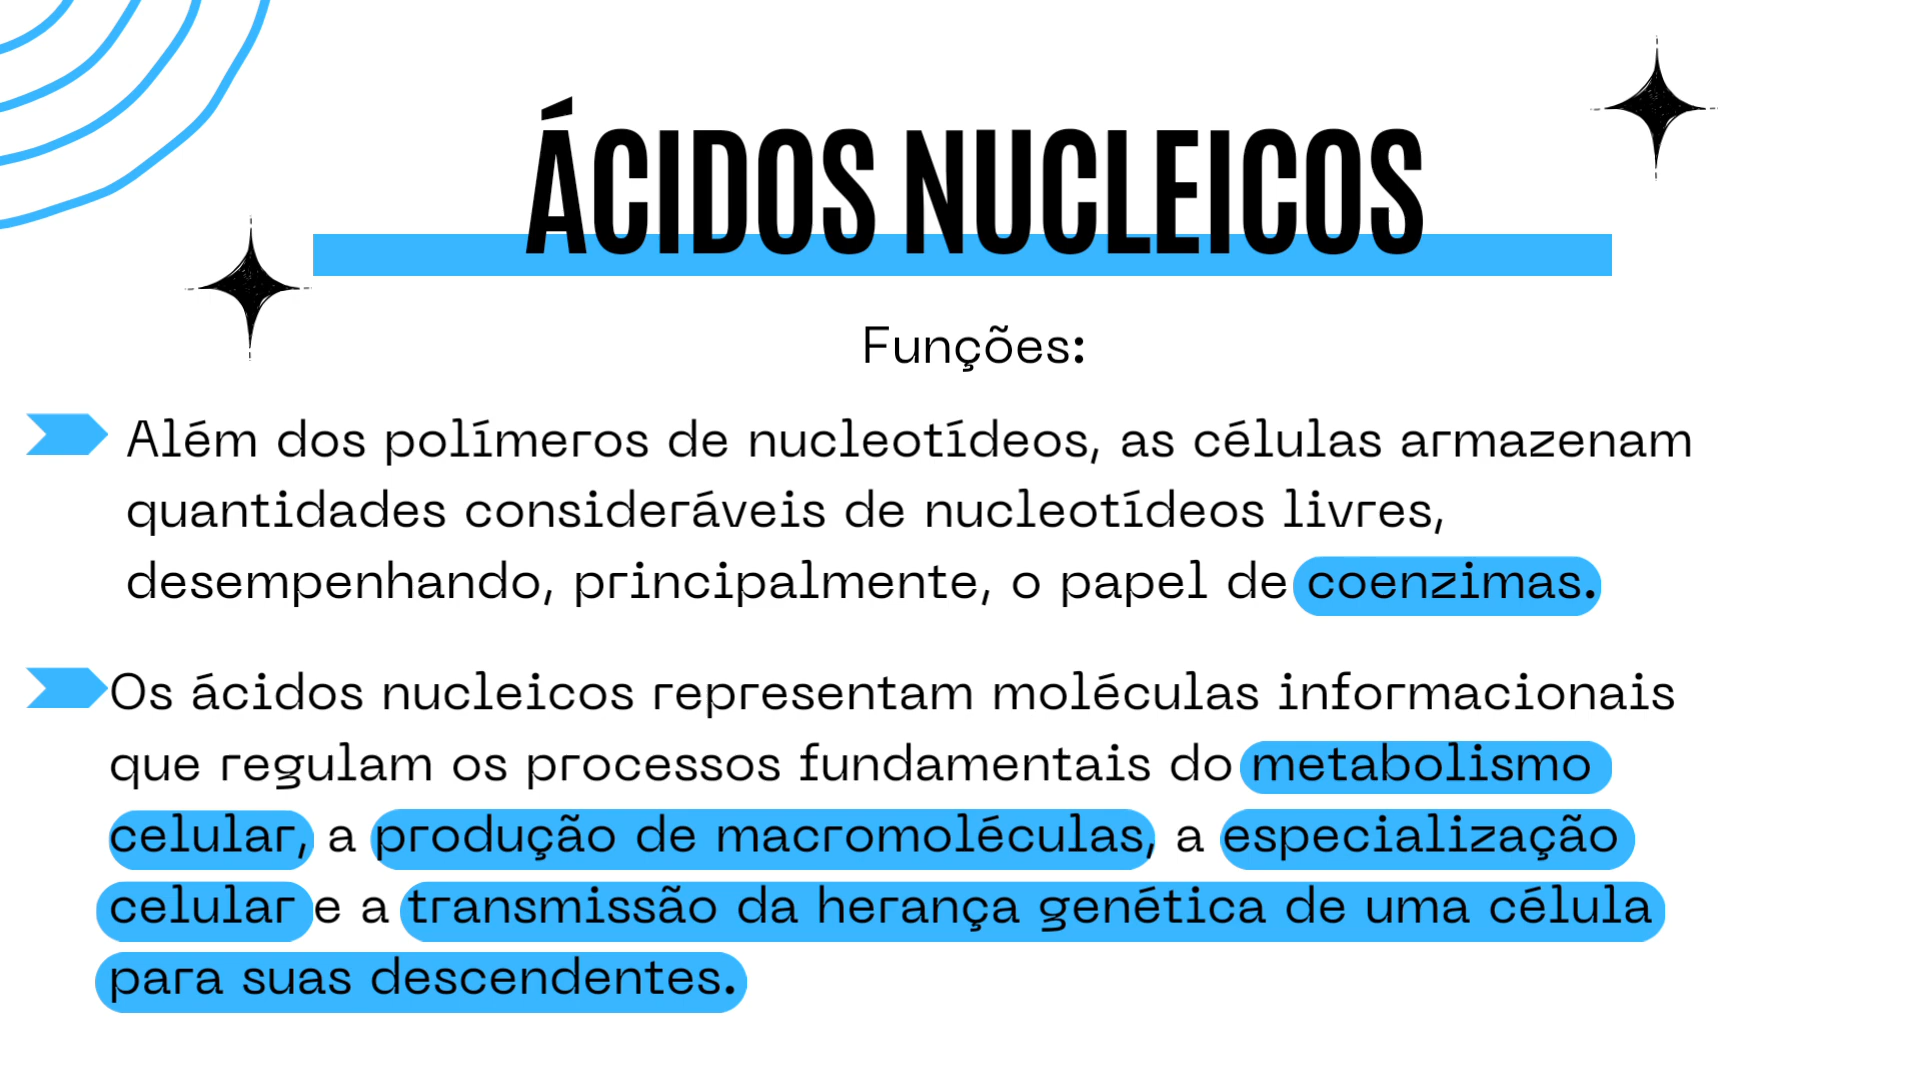 ÁCIDOS NUCLEICOS
Funções:
Além dos polímeros de nucleotídeos, as células armazenam
quantidades consideráveis de nucleotídeos livres,
desempenhando, principalmente, o papel de coenzimas.
Os ácidos nucleicos representam moléculas informacionais
que regulam os processos fundamentais do metabolismo
celular, a produção de macromoléculas, a especialização
celular e a transmissão da herança genética de uma célula
para suas descendentes.